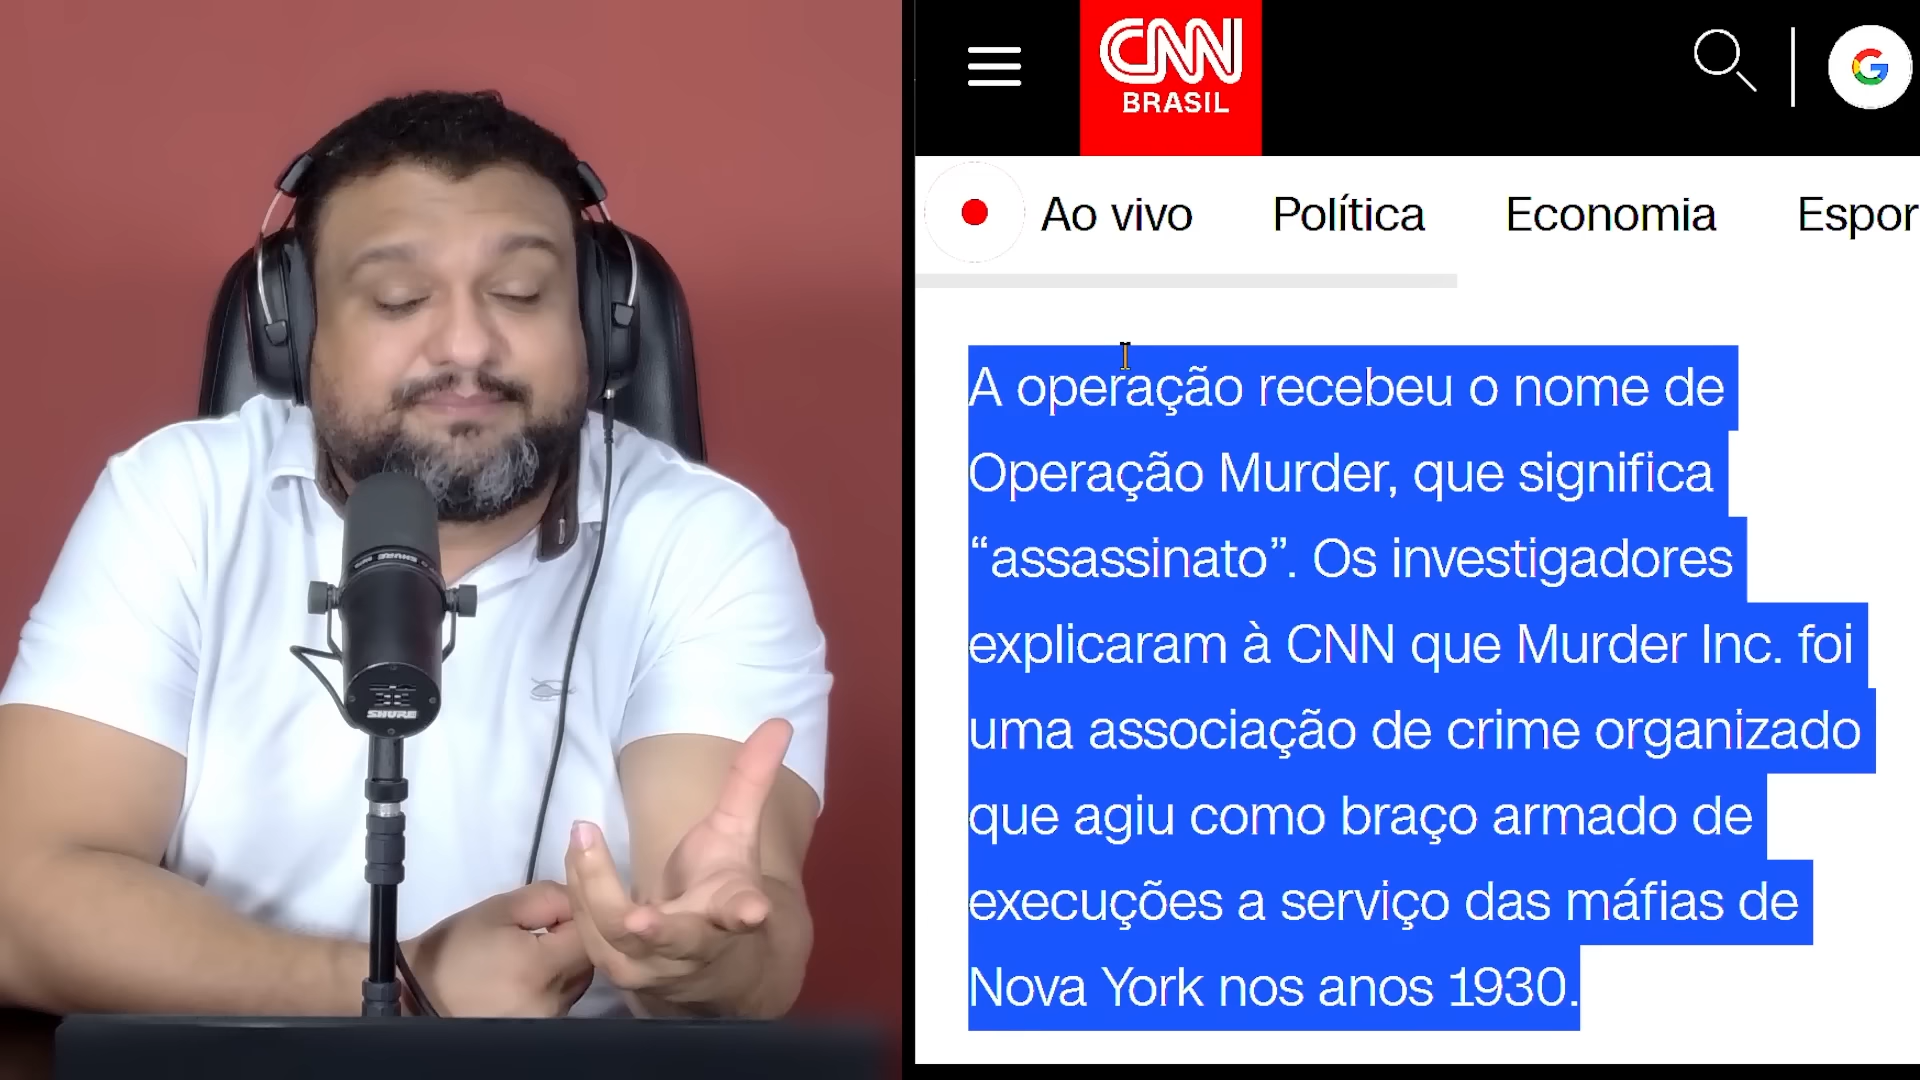 CNN
BRASIL
Ao vivo Política Economia Espor
A operação recebeu o nome de
Operação Murder, que significa
“assassinato”. Os investigadores
explicaram à CNN que Murder Inc. foi
uma associação de crime organizado
que agiu como braço armado de
execuções a serviço das máfias de
Nova York nos anos 1930.
SHURE
SHURE